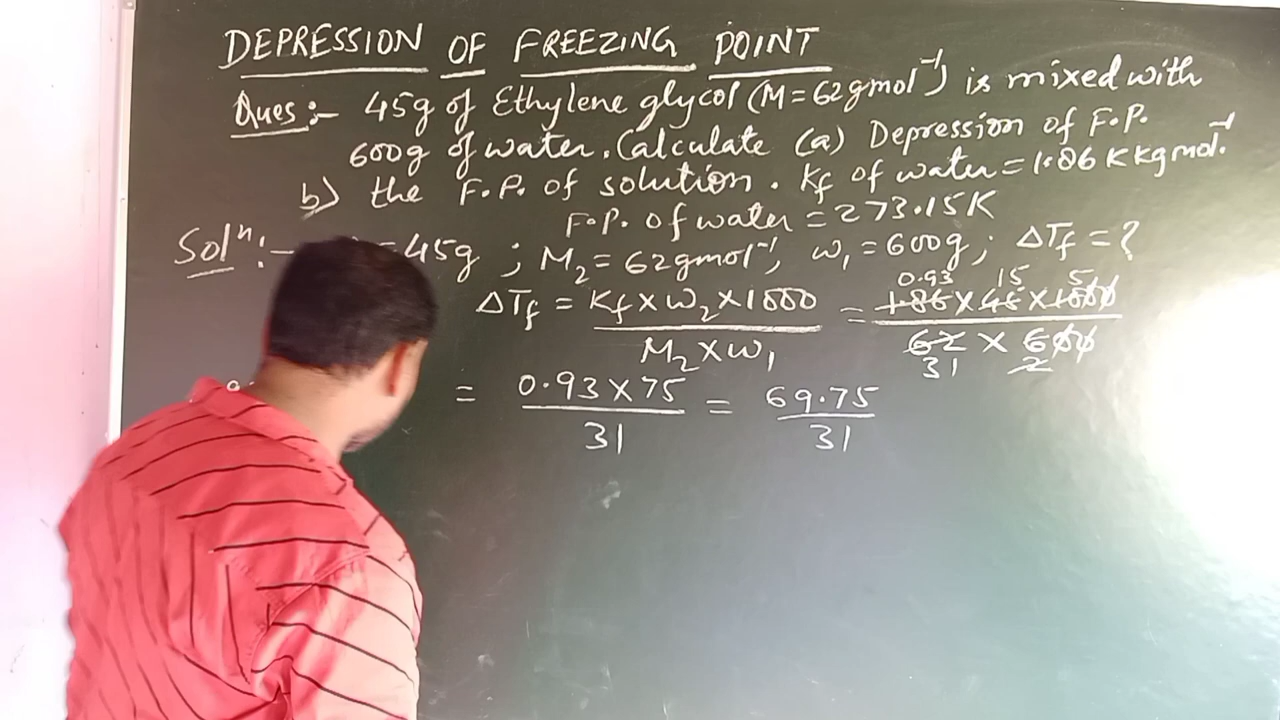 DEPRESSION OF FREEZING POINT
Ques:- 45g of Ethylene glycol (M=62gmol⁻¹) is mixed with
600g of water. Calculate (a) Depression of F.P.
b) the F.P. of solution. Kf of water=1.86 K kg mol⁻¹.
F.P. of water = 273.15K
Solⁿ:- = 45g ; M₂ = 62gmol⁻¹, w₁ = 600g; ΔTf = ?
ΔTf = Kf × w₂ × 1000 / M₂ × w₁ = 1.86 × 45 × 1000 / 62 × 600
0.93 15 5
31 2
= 0.93 × 75 / 31 = 69.75 / 31